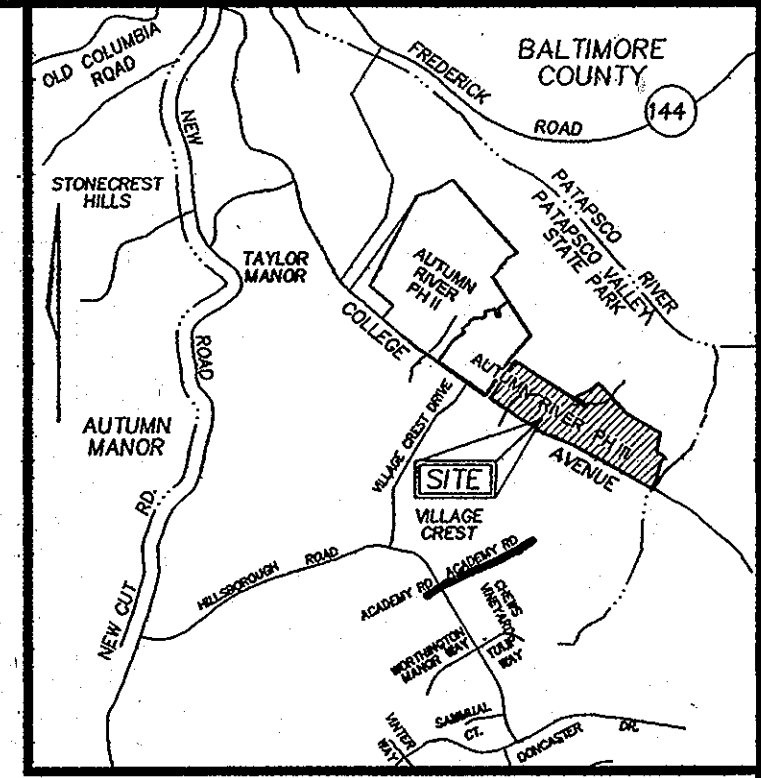 BALTIMORE
COUNTY
OLD COLUMBIA
ROAD
FREDERICK
ROAD
144
NEW
STONECREST
HILLS
TAYLOR
MANOR
AUTUMN
RIVER
PH II
PATAPSCO
RIVER
PATAPSCO VALLEY
STATE PARK
COLLEGE
ROAD
AUTUMN RIVER PH III
AVENUE
VILLAGE CREST DRIVE
AUTUMN
MANOR
SITE
VILLAGE
CREST
RD.
NEW CUT
HILLSBOROUGH ROAD
ACADEMY RD
ACADEMY RD
CHEWS
VINEYARD
WORTHINGTON
MANOR WAY
TULIP
WAY
SAMMUAL
CT.
VINTER
WAY
DONCASTER DR.